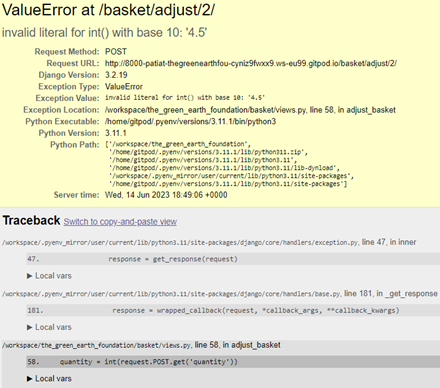 ValueError at /basket/adjust/2/
invalid literal for int() with base 10: '4.5'
Request Method: POST
Request URL: http://8000-patiat-thegreenearthfou-cyniz9fwxx9.ws-eu99.gitpod.io/basket/adjust/2/
Django Version: 3.2.19
Exception Type: ValueError
Exception Value: invalid literal for int() with base 10: '4.5'
Exception Location: /workspace/the_green_earth_foundation/basket/views.py, line 58, in adjust_basket
Python Executable: /home/gitpod/.pyenv/versions/3.11.1/bin/python3
Python Version: 3.11.1
Python Path: ['/workspace/the_green_earth_foundation',
'/home/gitpod/.pyenv/versions/3.11.1/lib/python311.zip',
'/home/gitpod/.pyenv/versions/3.11.1/lib/python3.11',
'/home/gitpod/.pyenv/versions/3.11.1/lib/python3.11/lib-dynload',
'/workspace/.pyenv_mirror/user/current/lib/python3.11/site-packages',
'/home/gitpod/.pyenv/versions/3.11.1/lib/python3.11/site-packages']
Server time: Wed, 14 Jun 2023 18:49:06 +0000
Traceback Switch to copy-and-paste view
/workspace/.pyenv_mirror/user/current/lib/python3.11/site-packages/django/core/handlers/exception.py, line 47, in inner
47. response = get_response(request)
▶ Local vars
/workspace/.pyenv_mirror/user/current/lib/python3.11/site-packages/django/core/handlers/base.py, line 181, in _get_response
181. response = wrapped_callback(request, *callback_args, **callback_kwargs)
▶ Local vars
/workspace/the_green_earth_foundation/basket/views.py, line 58, in adjust_basket
58. quantity = int(request.POST.get('quantity'))
▶ Local vars